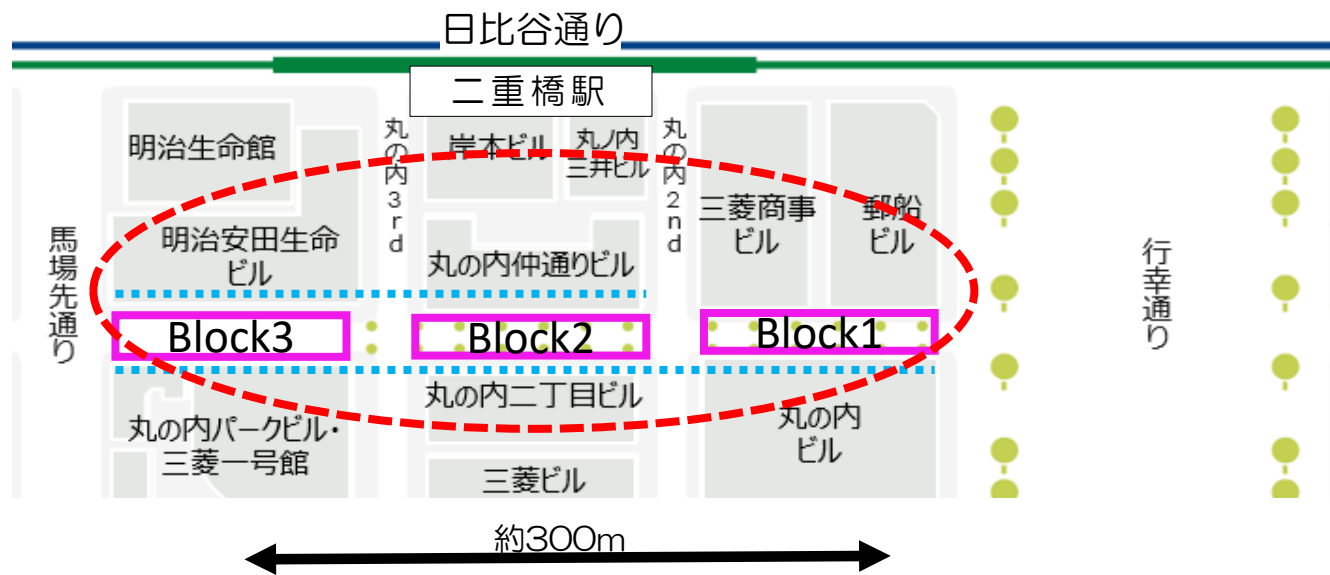 日比谷通り
二重橋駅
明治生命館
丸の内3rd
岸本ビル
丸ノ内
三井ビル
丸の内2nd
三菱商事
ビル
郵船
ビル
馬場先通り
明治安田生命
ビル
丸の内仲通りビル
行幸通り
Block3
Block2
Block1
丸の内パークビル・
三菱一号館
丸の内二丁目ビル
三菱ビル
丸の内
ビル
約300m